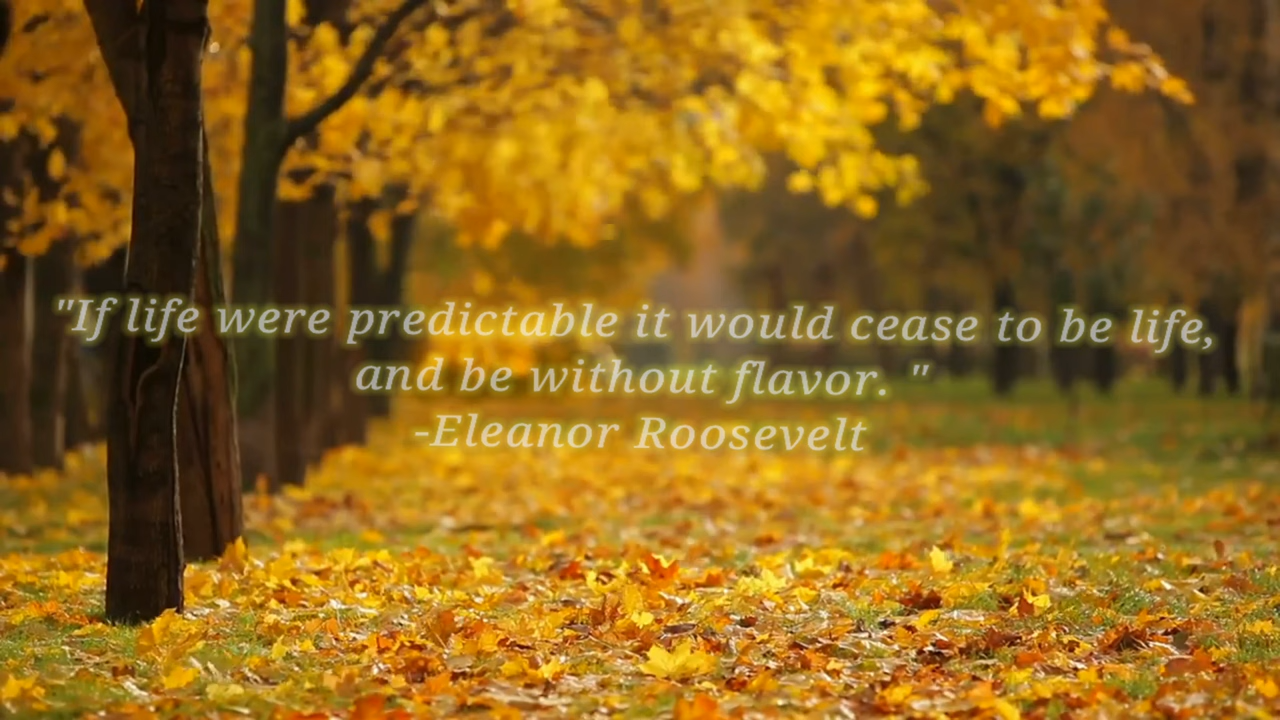 "If life were predictable it would cease to be life,
and be without flavor. "
-Eleanor Roosevelt